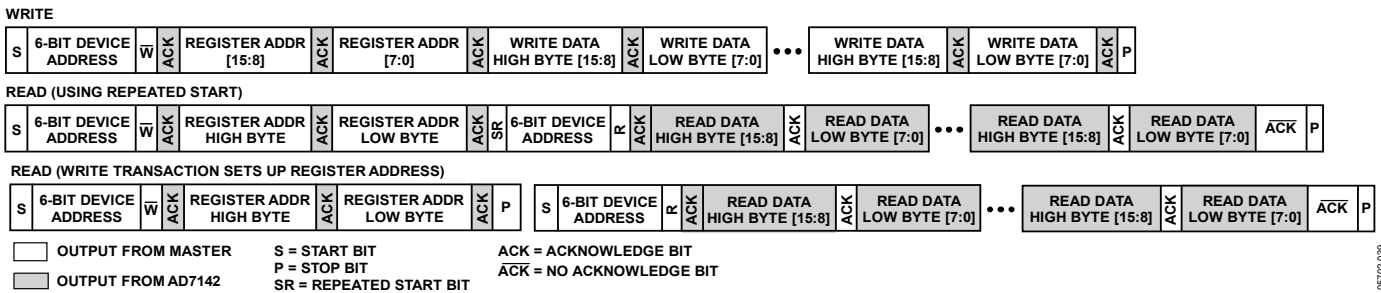 WRITE
S 6-BIT DEVICE ADDRESS W̅ ACK REGISTER ADDR [15:8] ACK REGISTER ADDR [7:0] ACK WRITE DATA HIGH BYTE [15:8] ACK WRITE DATA LOW BYTE [7:0] ••• WRITE DATA HIGH BYTE [15:8] ACK WRITE DATA LOW BYTE [7:0] ACK P
READ (USING REPEATED START)
S 6-BIT DEVICE ADDRESS W̅ ACK REGISTER ADDR HIGH BYTE ACK REGISTER ADDR LOW BYTE ACK SR 6-BIT DEVICE ADDRESS R ACK READ DATA HIGH BYTE [15:8] ACK READ DATA LOW BYTE [7:0] ••• READ DATA HIGH BYTE [15:8] ACK READ DATA LOW BYTE [7:0] A̅C̅K̅ P
READ (WRITE TRANSACTION SETS UP REGISTER ADDRESS)
S 6-BIT DEVICE ADDRESS W̅ ACK REGISTER ADDR HIGH BYTE ACK REGISTER ADDR LOW BYTE ACK P S 6-BIT DEVICE ADDRESS R ACK READ DATA HIGH BYTE [15:8] ACK READ DATA LOW BYTE [7:0] ••• READ DATA HIGH BYTE [15:8] ACK READ DATA LOW BYTE [7:0] A̅C̅K̅ P
OUTPUT FROM MASTER
OUTPUT FROM AD7142
S = START BIT
P = STOP BIT
SR = REPEATED START BIT
ACK = ACKNOWLEDGE BIT
A̅C̅K̅ = NO ACKNOWLEDGE BIT